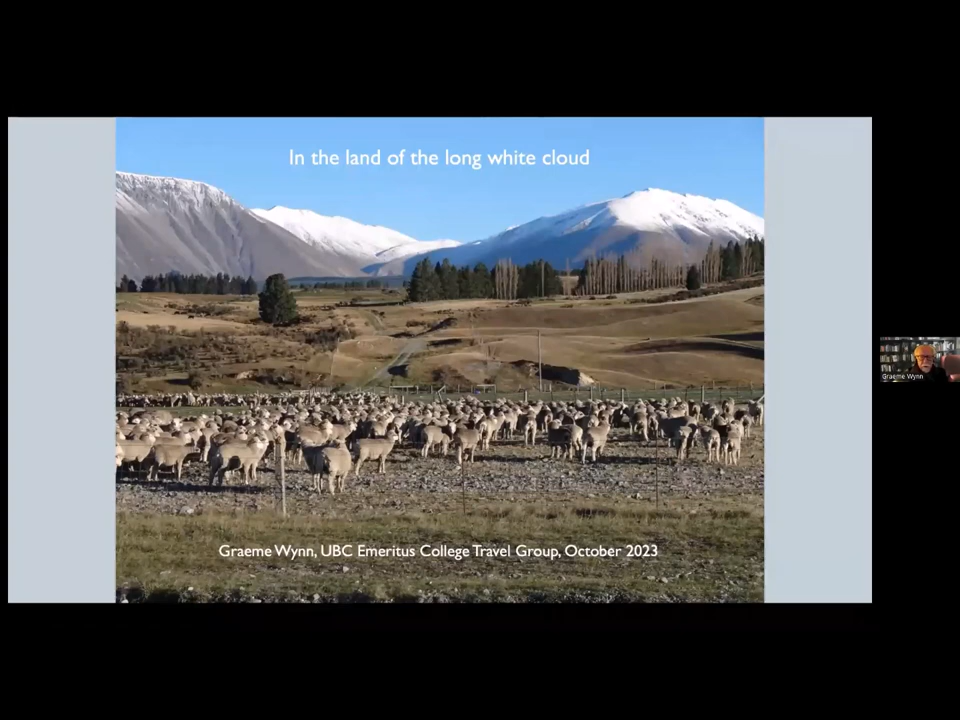 In the land of the long white cloud
Graeme Wynn, UBC Emeritus College Travel Group, October 2023
Graeme Wynn